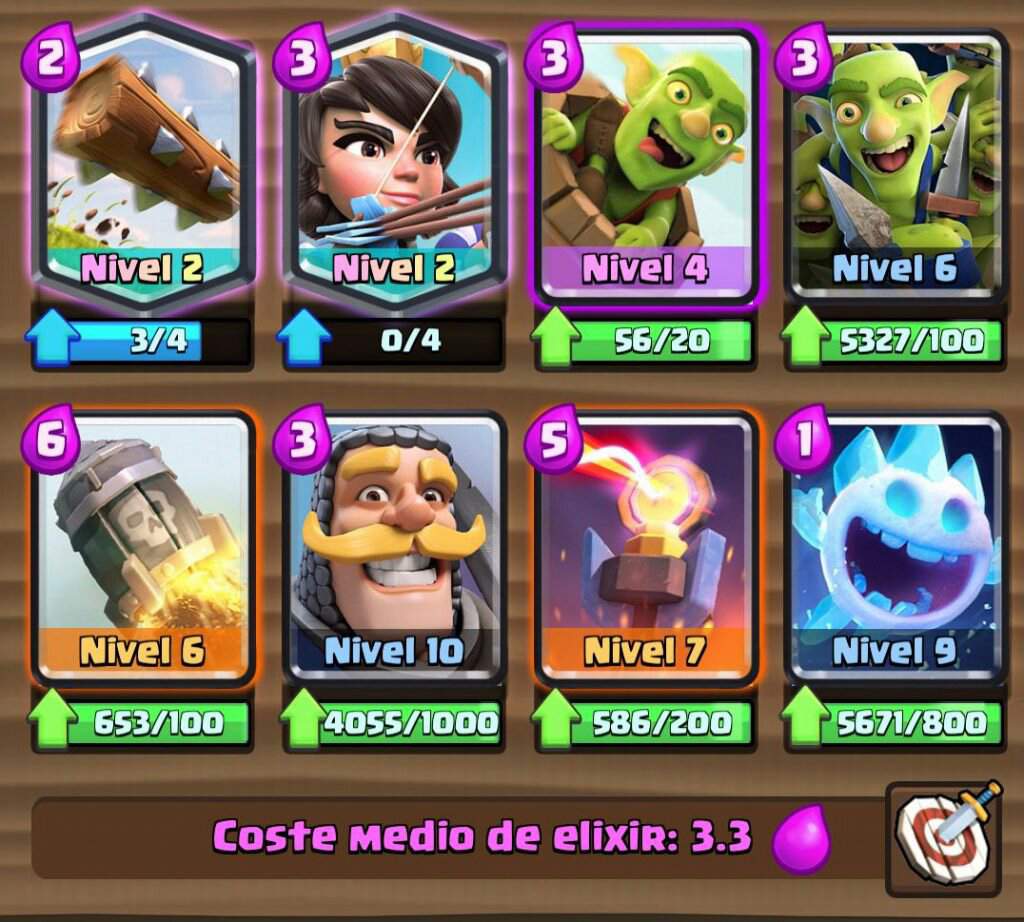 2 3 3 3
Nivel 2 Nivel 2 Nivel 4 Nivel 6
3/4 0/4 56/20 5327/100
6 3 5 1
Nivel 6 Nivel 10 Nivel 7 Nivel 9
653/100 4055/1000 586/200 5671/800
Coste medio de elixir: 3.3